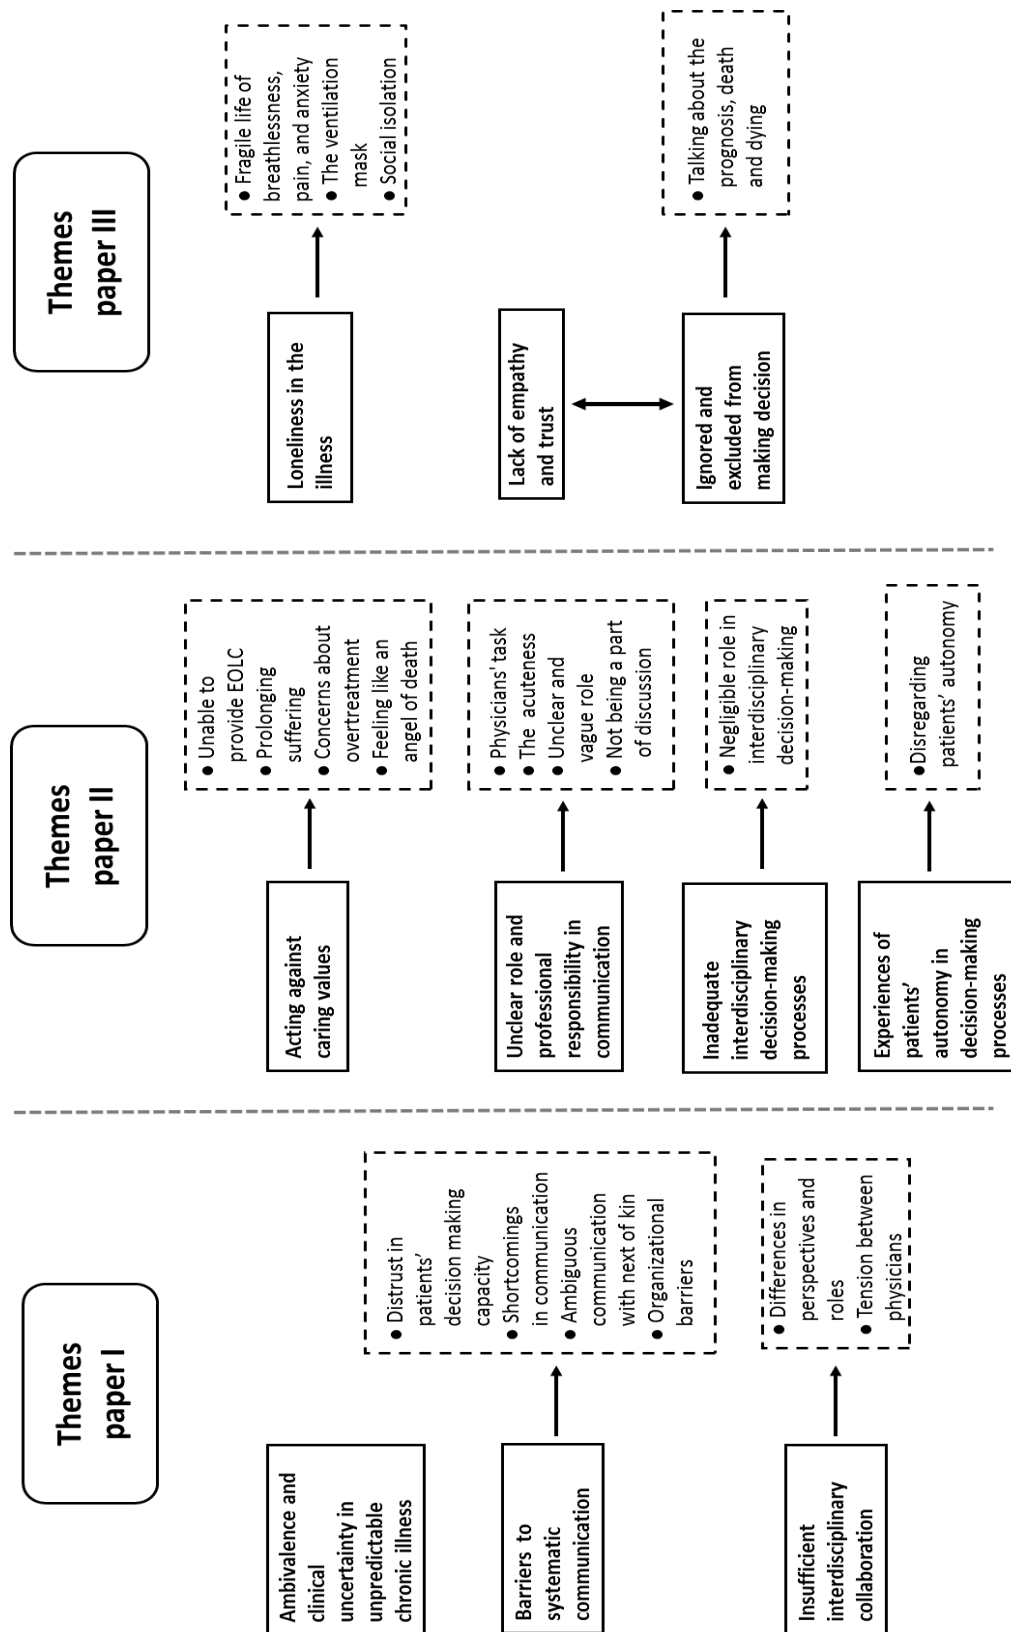 Themes
paper I
Ambivalence and
clinical
uncertainty in
unpredictable
chronic illness
Barriers to
systematic
communication
● Distrust in
patients’
decision making
capacity
● Shortcomings
in communication
● Ambiguous
communication
with next of kin
● Organizational
barriers
Insufficient
interdisciplinary
collaboration
● Differences in
perspectives and
roles
● Tension between
physicians
Themes
paper II
Acting against
caring values
● Unable to
provide EOLC
● Prolonging
suffering
● Concerns about
overtreatment
● Feeling like an
angel of death
Unclear role and
professional
responsibility in
communication
● Physicians’ task
● The acuteness
● Unclear and
vague role
● Not being a part
of discussion
Inadequate
interdisciplinary
decision-making
processes
● Negligible role in
interdisciplinary
decision-making
Experiences of
patients’
autonomy in
decision-making
processes
●Disregarding
patients’ autonomy
Themes
paper III
Loneliness in the
illness
● Fragile life of
breathlessness,
pain, and anxiety
● The ventilation
mask
● Social isolation
Lack of empathy
and trust
Ignored and
excluded from
making decision
● Talking about the
prognosis, death
and dying